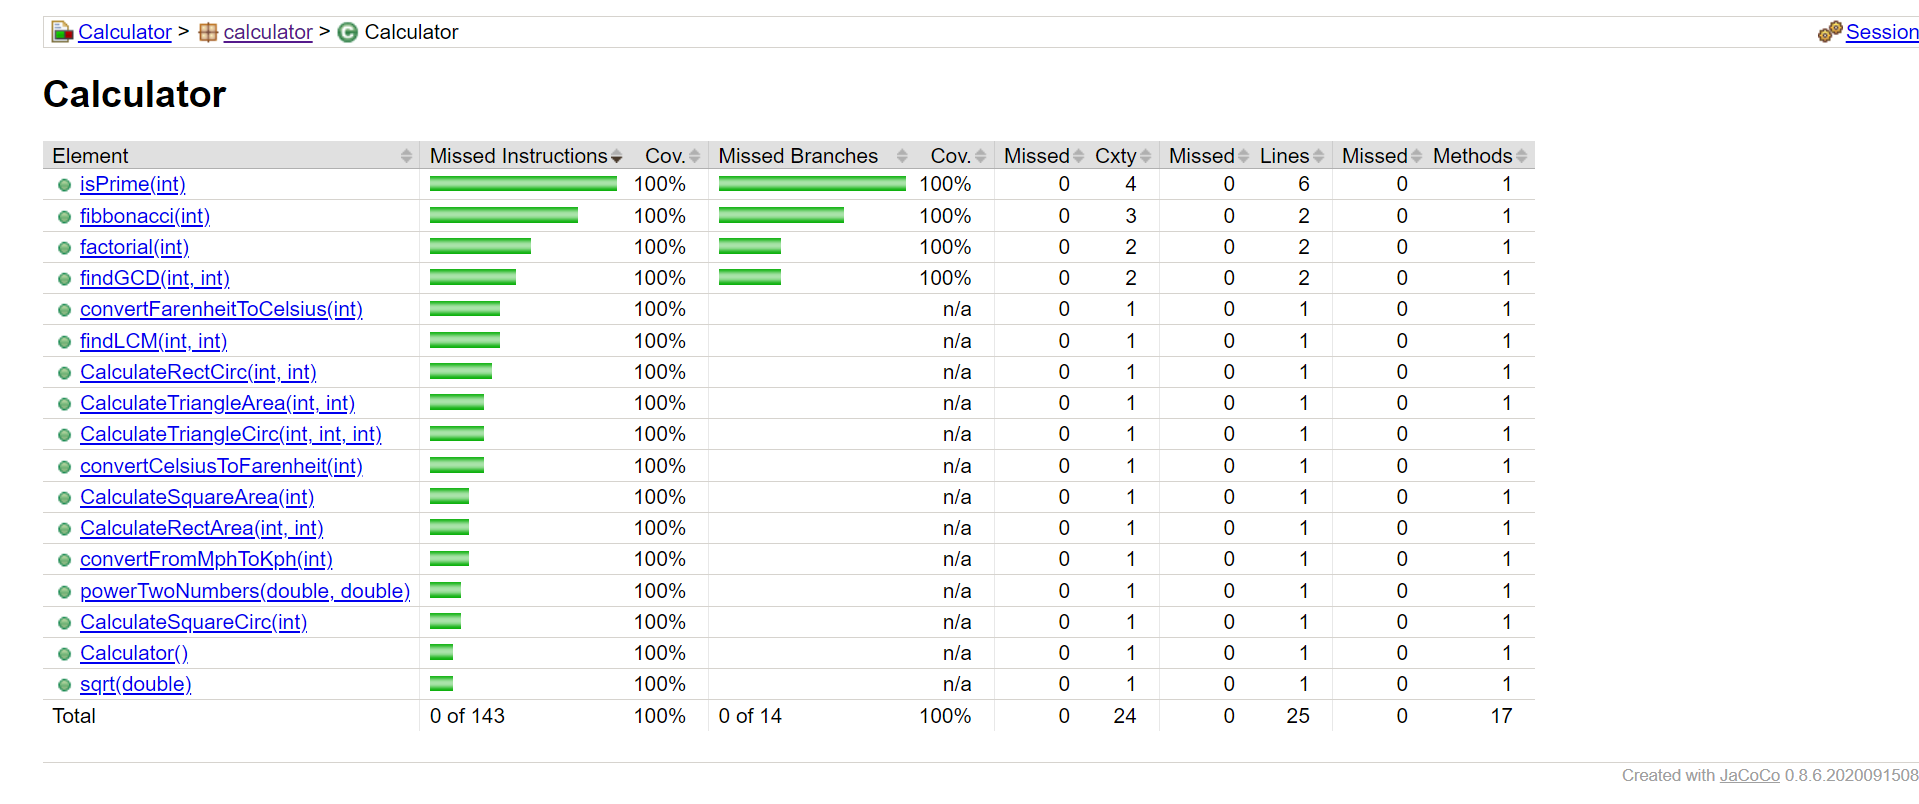 Calculator > calculator > Calculator Session
Calculator
Element Missed Instructions Cov. Missed Branches Cov. Missed Cxty Missed Lines Missed Methods
isPrime(int) 100% 100% 0 4 0 6 0 1
fibbonacci(int) 100% 100% 0 3 0 2 0 1
factorial(int) 100% 100% 0 2 0 2 0 1
findGCD(int, int) 100% 100% 0 2 0 2 0 1
convertFarenheitToCelsius(int) 100% n/a 0 1 0 1 0 1
findLCM(int, int) 100% n/a 0 1 0 1 0 1
CalculateRectCirc(int, int) 100% n/a 0 1 0 1 0 1
CalculateTriangleArea(int, int) 100% n/a 0 1 0 1 0 1
CalculateTriangleCirc(int, int, int) 100% n/a 0 1 0 1 0 1
convertCelsiusToFarenheit(int) 100% n/a 0 1 0 1 0 1
CalculateSquareArea(int) 100% n/a 0 1 0 1 0 1
CalculateRectArea(int, int) 100% n/a 0 1 0 1 0 1
convertFromMphToKph(int) 100% n/a 0 1 0 1 0 1
powerTwoNumbers(double, double) 100% n/a 0 1 0 1 0 1
CalculateSquareCirc(int) 100% n/a 0 1 0 1 0 1
Calculator() 100% n/a 0 1 0 1 0 1
sqrt(double) 100% n/a 0 1 0 1 0 1
Total 0 of 143 100% 0 of 14 100% 0 24 0 25 0 17
Created with JaCoCo 0.8.6.2020091508